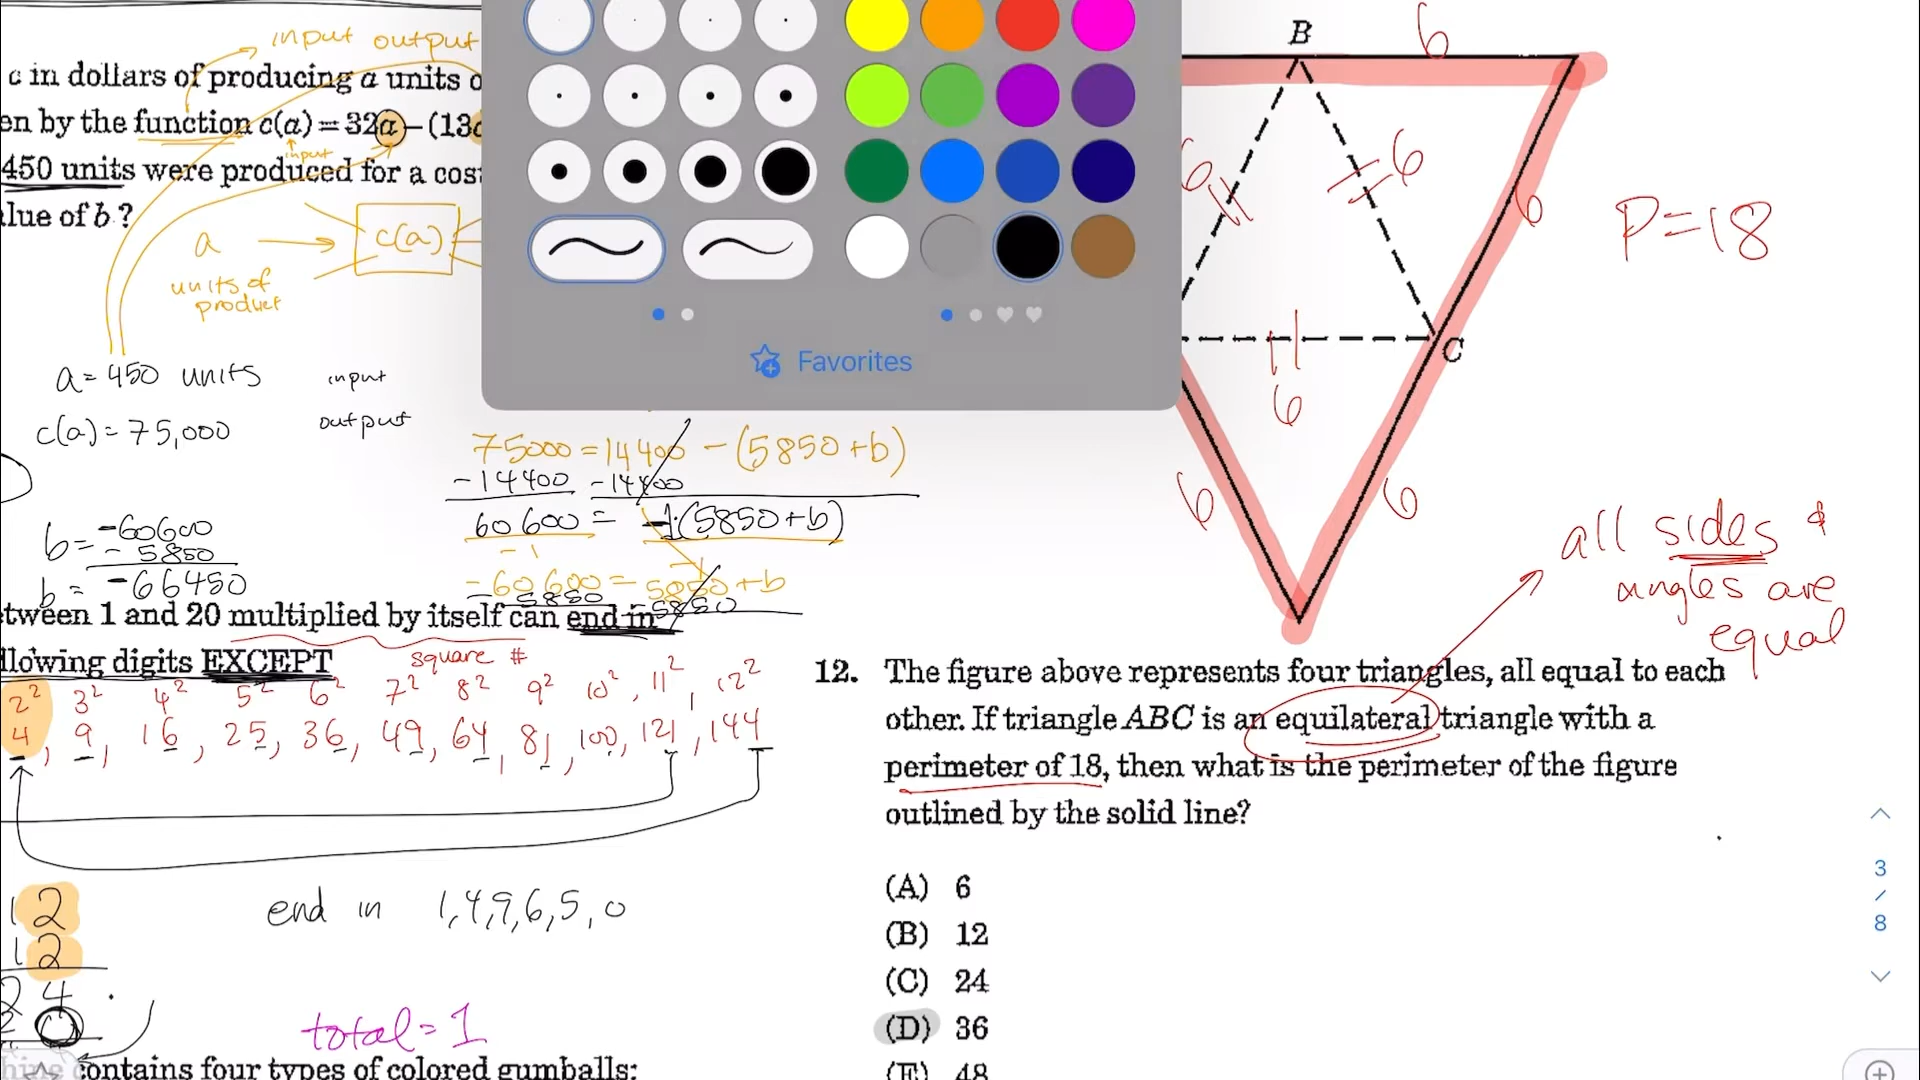 input output
c in dollars of producing a units o
en by the function c(a) = 32a – (13
input
450 units were produced for a cos
lue of b?
a
c(a)
units of
product
a = 450 units input
c(a) = 75,000 output
75000 = 14400 – (5850 + b)
-14400 -14400
60600 = -1(5850 + b)
-1 -1
-60600 = 5850 + b
-5850 -5850
b = -60600
- 5850
b = -66450
tween 1 and 20 multiplied by itself can end in
llowing digits EXCEPT
square #
2² 3² 4² 5² 6² 7² 8² 9² 10², 11², 12²
4, 9, 16, 25, 36, 49, 64, 81, 100, 121, 144
12
12
24
end in 1,4,9,6,5,0
total = 1
contains four types of colored gumballs:
Favorites
B
6
6
6
6
P = 18
C
6
6
6
all sides &
angles are
equal
12. The figure above represents four triangles, all equal to each
other. If triangle ABC is an equilateral triangle with a
perimeter of 18, then what is the perimeter of the figure
outlined by the solid line?
(A) 6
(B) 12
(C) 24
(D) 36
(E) 48
3
/
8